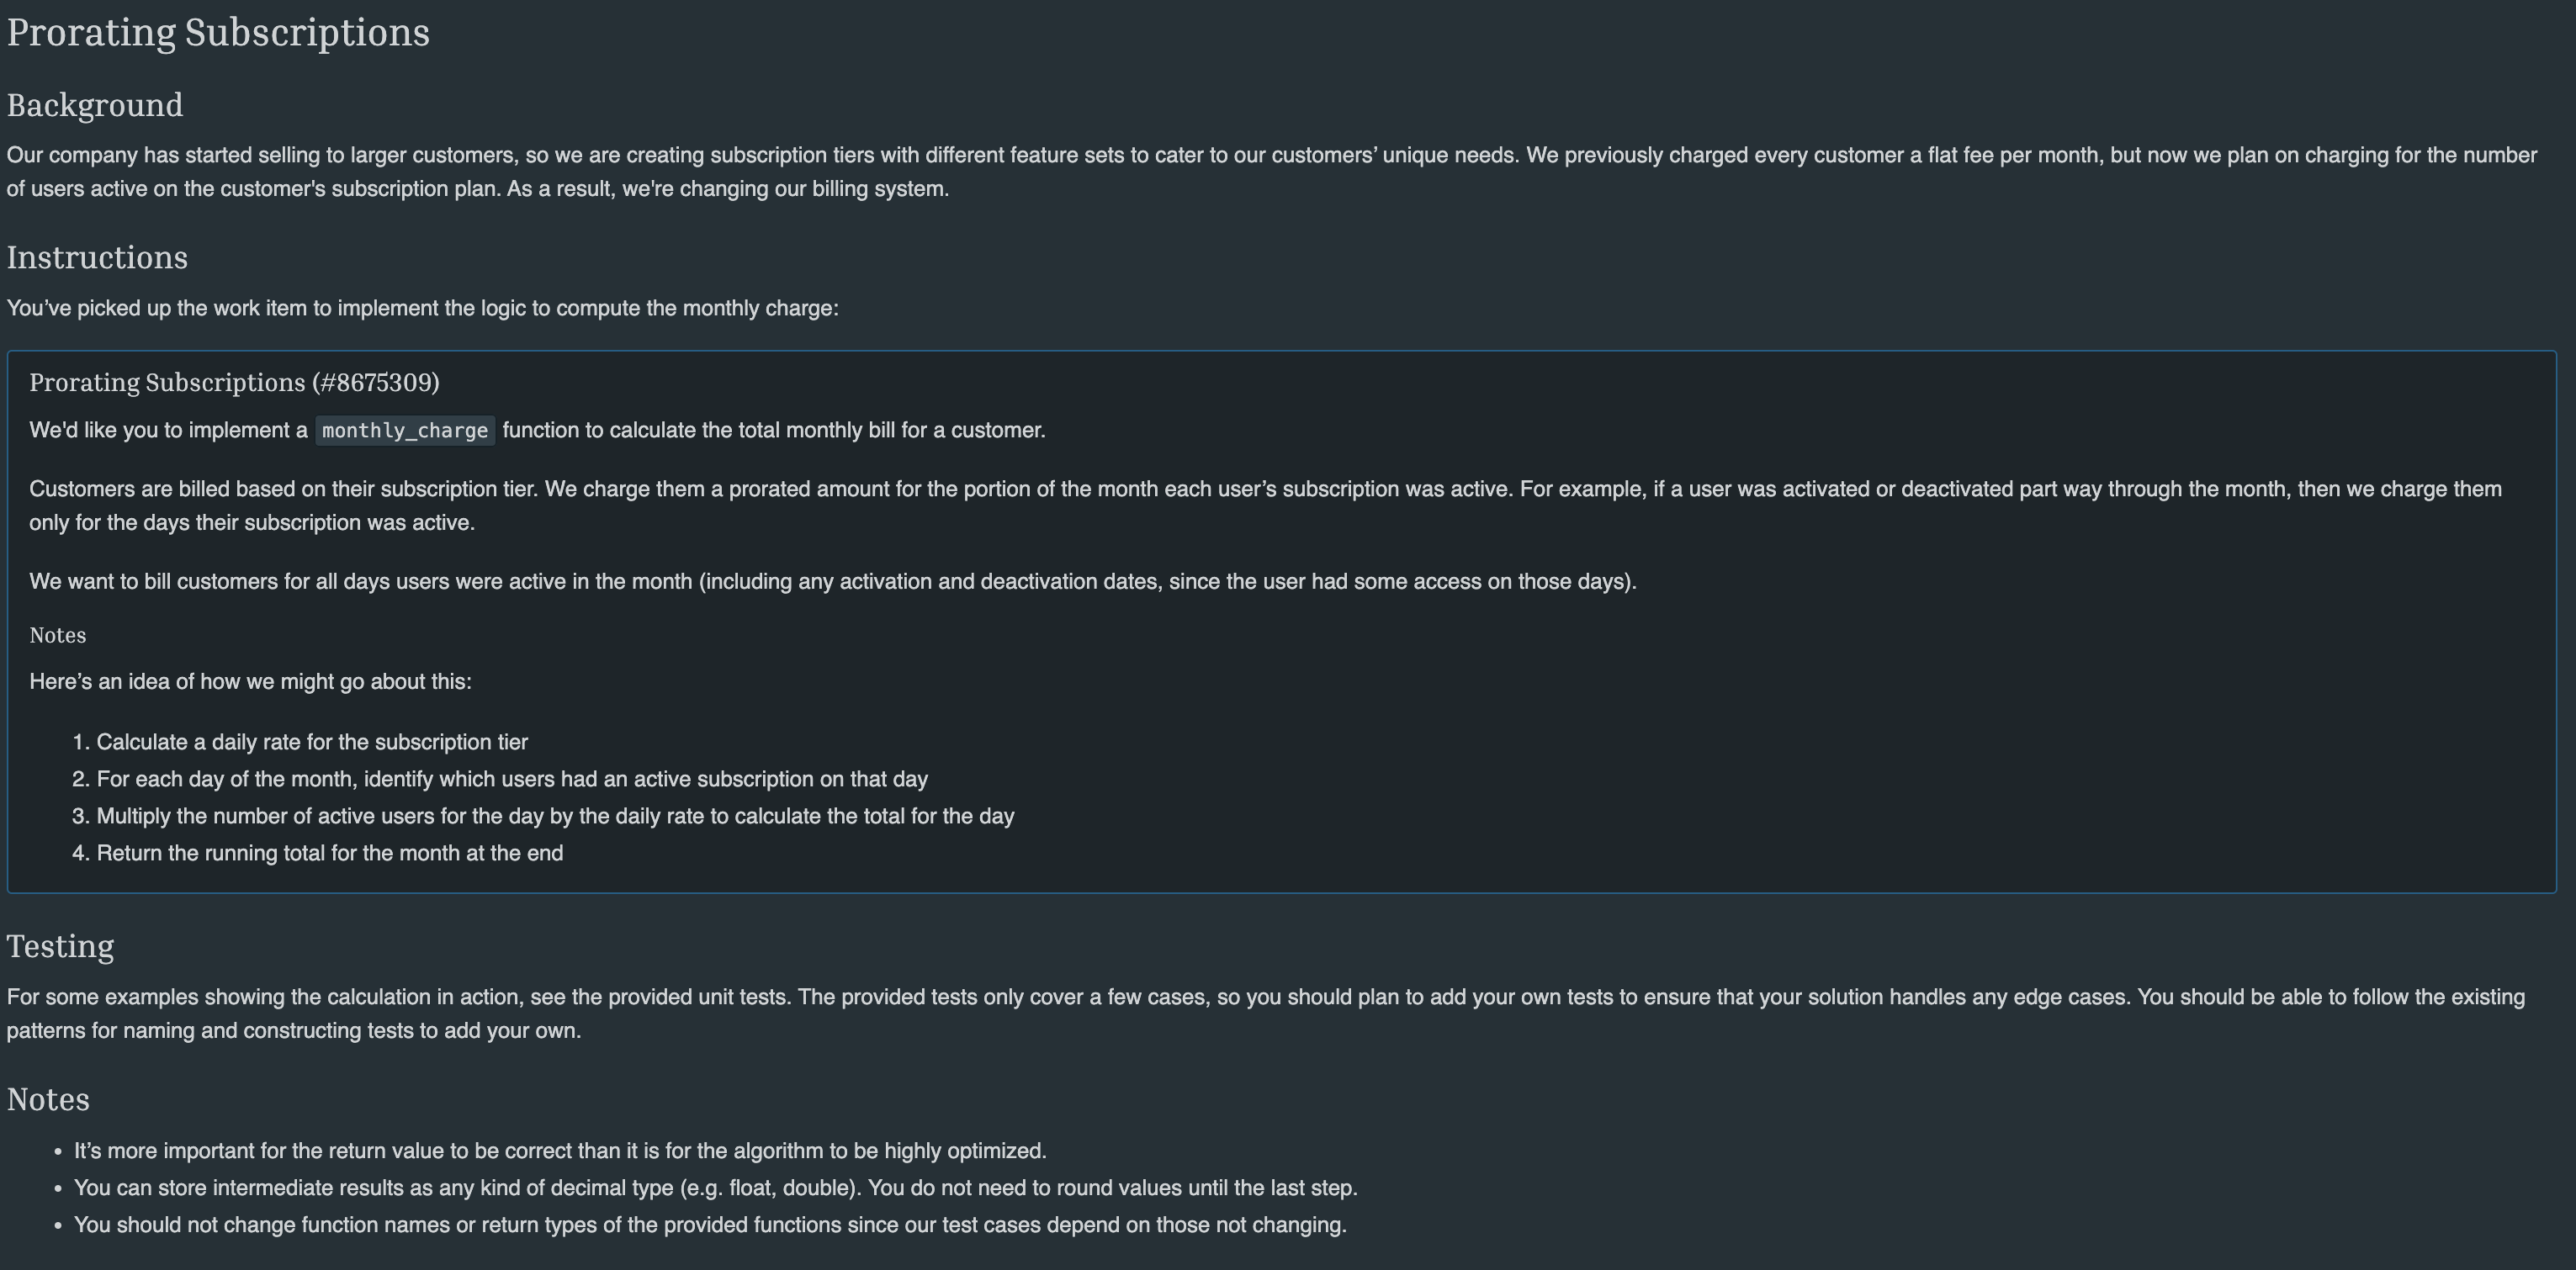 Prorating Subscriptions
Background
Our company has started selling to larger customers, so we are creating subscription tiers with different feature sets to cater to our customers’ unique needs. We previously charged every customer a flat fee per month, but now we plan on charging for the number
of users active on the customer's subscription plan. As a result, we're changing our billing system.
Instructions
You’ve picked up the work item to implement the logic to compute the monthly charge:
Prorating Subscriptions (#8675309)
We'd like you to implement a monthly_charge function to calculate the total monthly bill for a customer.
Customers are billed based on their subscription tier. We charge them a prorated amount for the portion of the month each user’s subscription was active. For example, if a user was activated or deactivated part way through the month, then we charge them
only for the days their subscription was active.
We want to bill customers for all days users were active in the month (including any activation and deactivation dates, since the user had some access on those days).
Notes
Here’s an idea of how we might go about this:
1. Calculate a daily rate for the subscription tier
2. For each day of the month, identify which users had an active subscription on that day
3. Multiply the number of active users for the day by the daily rate to calculate the total for the day
4. Return the running total for the month at the end
Testing
For some examples showing the calculation in action, see the provided unit tests. The provided tests only cover a few cases, so you should plan to add your own tests to ensure that your solution handles any edge cases. You should be able to follow the existing
patterns for naming and constructing tests to add your own.
Notes
• It’s more important for the return value to be correct than it is for the algorithm to be highly optimized.
• You can store intermediate results as any kind of decimal type (e.g. float, double). You do not need to round values until the last step.
• You should not change function names or return types of the provided functions since our test cases depend on those not changing.